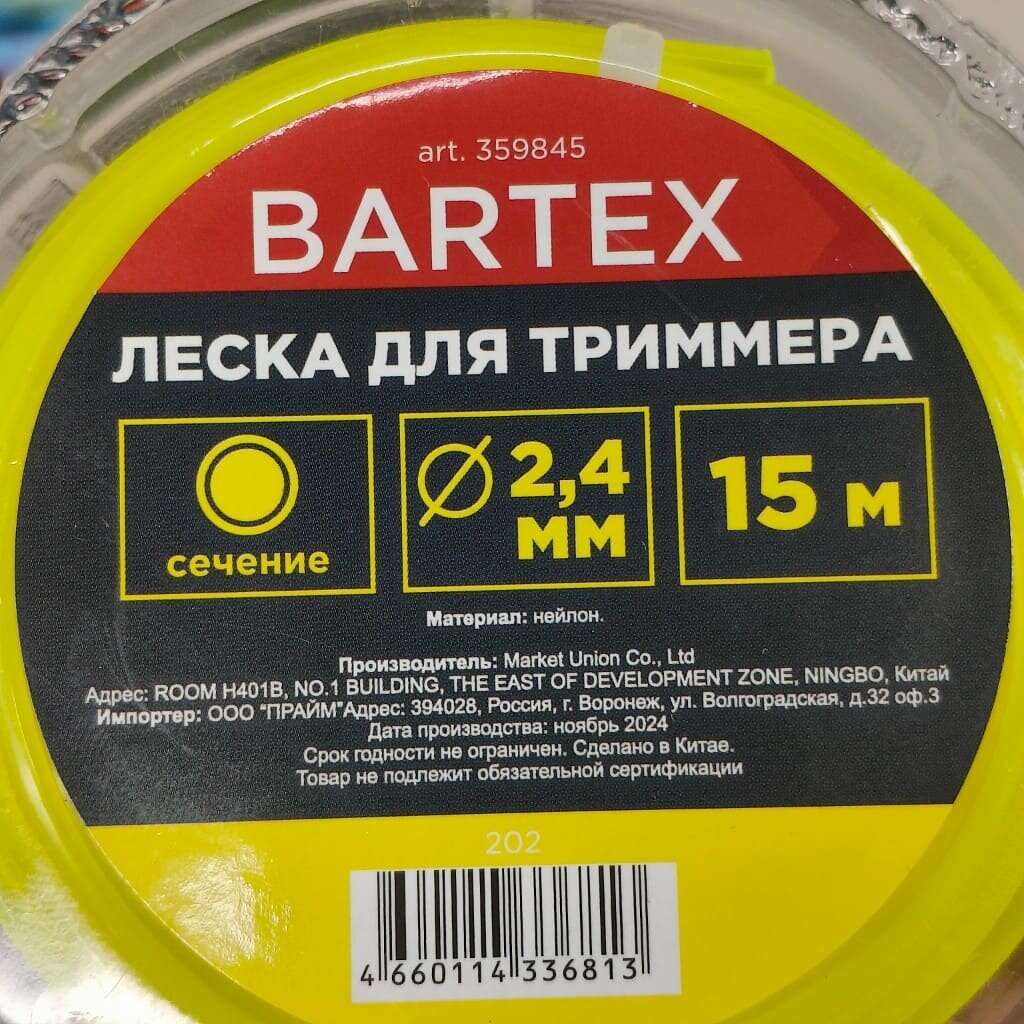 art. 359845
BARTEX
ЛЕСКА ДЛЯ ТРИММЕРА
сечение
Ø 2,4
мм
15 м
Материал: нейлон.
Производитель: Market Union Co., Ltd
Адрес: ROOM H401B, NO.1 BUILDING, THE EAST OF DEVELOPMENT ZONE, NINGBO, Китай
Импортер: ООО "ПРАЙМ"Адрес: 394028, Россия, г. Воронеж, ул. Волгоградская, д.32 оф.3
Дата производства: ноябрь 2024
Срок годности не ограничен. Сделано в Китае.
Товар не подлежит обязательной сертификации
202
4 660114 336813